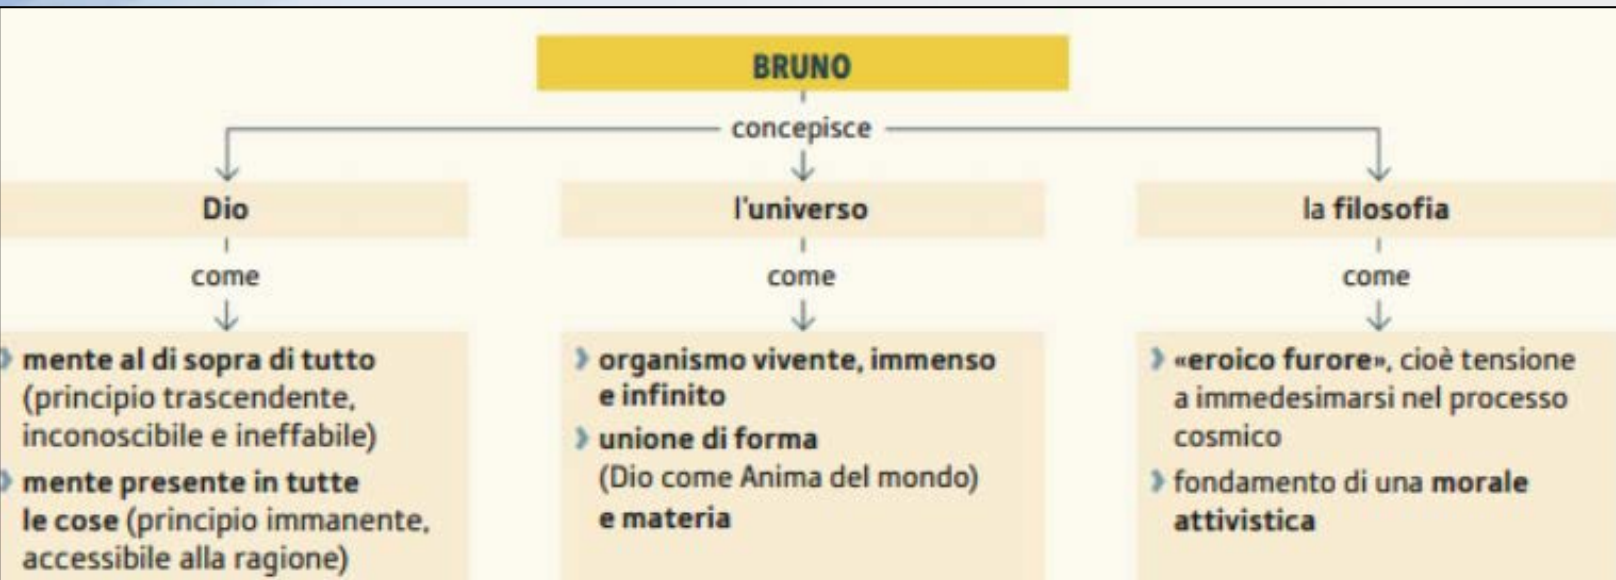 BRUNO
concepisce
Dio
come
mente al di sopra di tutto
(principio trascendente,
inconoscibile e ineffabile)
mente presente in tutte
le cose (principio immanente,
accessibile alla ragione)
l'universo
come
organismo vivente, immenso
e infinito
unione di forma
(Dio come Anima del mondo)
e materia
la filosofia
come
«eroico furore», cioè tensione
a immedesimarsi nel processo
cosmico
fondamento di una morale
attivistica